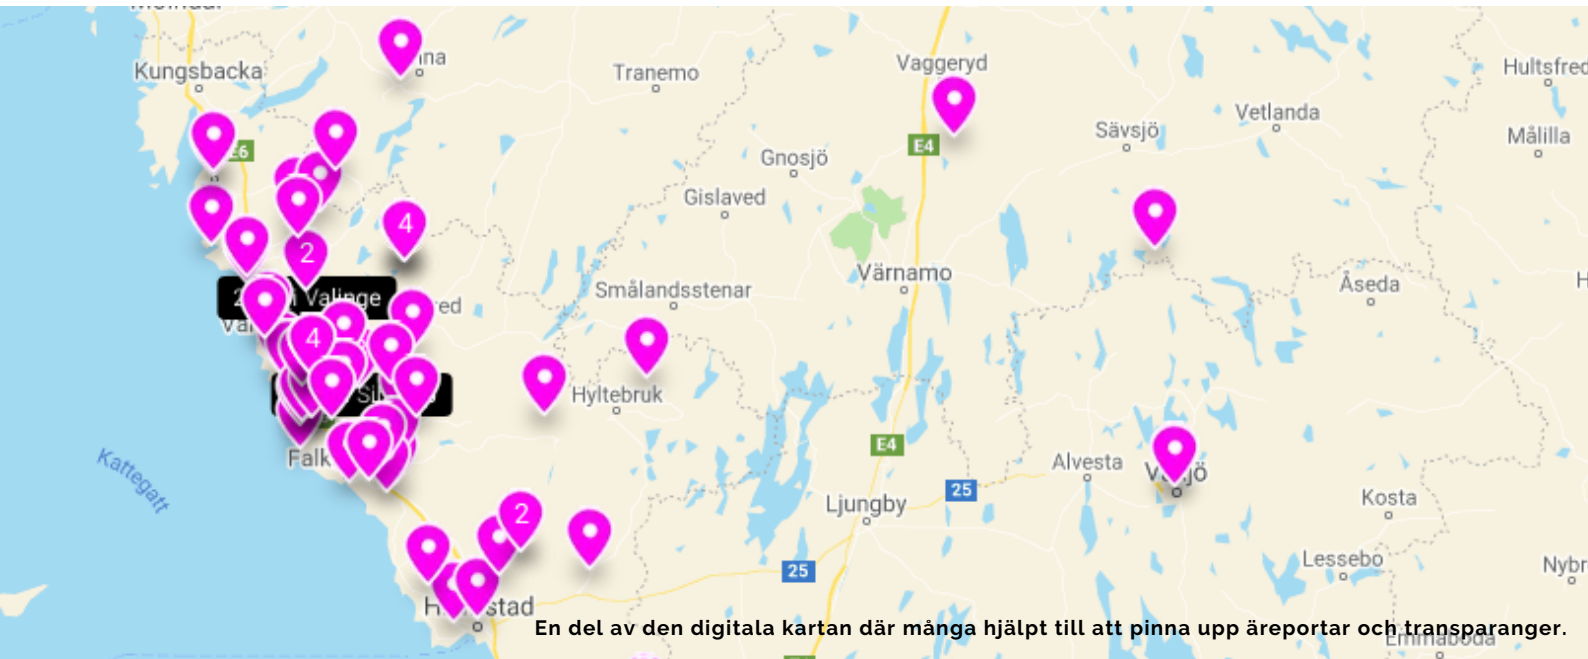 Kungsbacka
Tranemo
Vaggeryd
Hultsfred
Vetlanda
Sävsjö
Målilla
E6
E4
Gnosjö
Gislaved
4
2
Värnamo
Åseda
Smålandsstenar
Valinge
4
Hyltebruk
E4
Alvesta
25
Kosta
Ljungby
Kattegatt
2
25
Lessebo
En del av den digitala kartan där många hjälpt till att pinna upp äreportar och transparanger.
Emmaboda